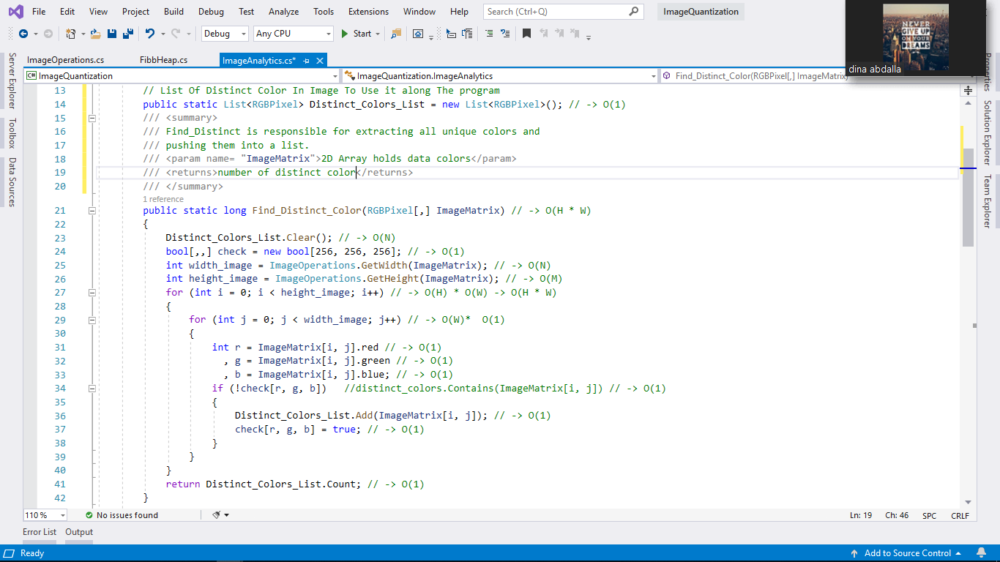 File Edit View Project Build Debug Test Analyze Tools Extensions Window Help Search (Ctrl+Q) ImageQuantization
Debug Any CPU Start
NEVER
GIVE UP
ON YOUR
DREAMS
dina abdalla
ImageOperations.cs FibbHeap.cs ImageAnalytics.cs*
C# ImageQuantization ImageQuantization.ImageAnalytics Find_Distinct_Color(RGBPixel[,] ImageMatrix)
Server Explorer
Toolbox
Data Sources
13 // List Of Distinct Color In Image To Use it along The program
14 public static List<RGBPixel> Distinct_Colors_List = new List<RGBPixel>(); // -> O(1)
15 /// <summary>
16 /// Find_Distinct is responsible for extracting all unique colors and
17 /// pushing them into a list.
18 /// <param name= "ImageMatrix">2D Array holds data colors</param>
19 /// <returns>number of distinct color</returns>
20 /// </summary>
1 reference
21 public static long Find_Distinct_Color(RGBPixel[,] ImageMatrix) // -> O(H * W)
22 {
23 Distinct_Colors_List.Clear(); // -> O(N)
24 bool[,,] check = new bool[256, 256, 256]; // -> O(1)
25 int width_image = ImageOperations.GetWidth(ImageMatrix); // -> O(N)
26 int height_image = ImageOperations.GetHeight(ImageMatrix); // -> O(M)
27 for (int i = 0; i < height_image; i++) // -> O(H) * O(W) -> O(H * W)
28 {
29 for (int j = 0; j < width_image; j++) // -> O(W)*  O(1)
30 {
31 int r = ImageMatrix[i, j].red // -> O(1)
32 , g = ImageMatrix[i, j].green // -> O(1)
33 , b = ImageMatrix[i, j].blue; // -> O(1)
34 if (!check[r, g, b])   //distinct_colors.Contains(ImageMatrix[i, j]) // -> O(1)
35 {
36 Distinct_Colors_List.Add(ImageMatrix[i, j]); // -> O(1)
37 check[r, g, b] = true; // -> O(1)
38 }
39 }
40 }
41 return Distinct_Colors_List.Count; // -> O(1)
42 }
Properties
Solution Explorer
Team Explorer
110 % No issues found Ln: 19 Ch: 46 SPC CRLF
Error List Output
Ready Add to Source Control